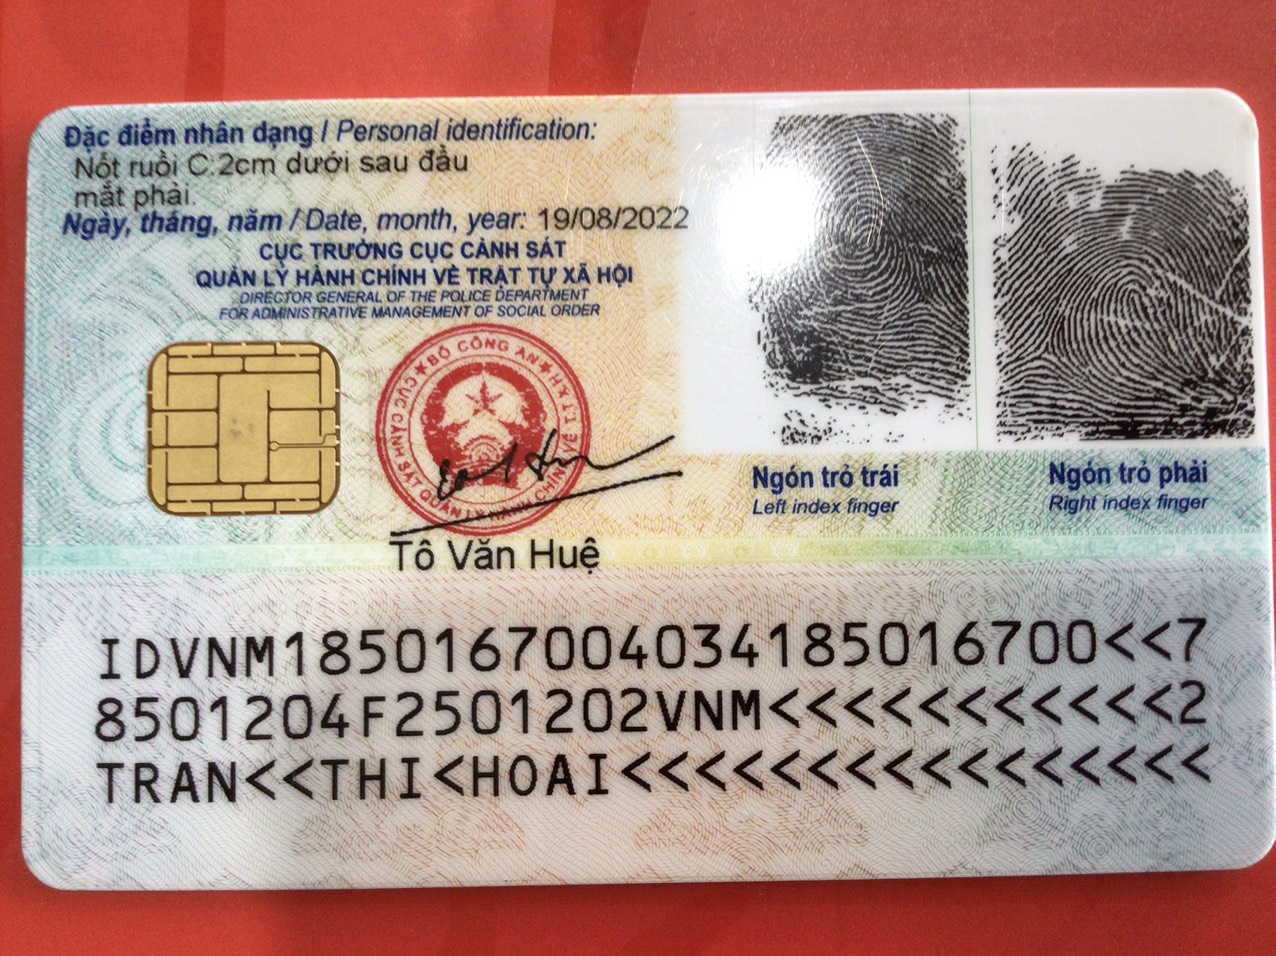 Đặc điểm nhân dạng / Personal identification:
Nốt ruồi C.2cm dưới sau đầu
mắt phải.
Ngày, tháng, năm / Date, month, year: 19/08/2022
CỤC TRƯỞNG CỤC CẢNH SÁT
QUẢN LÝ HÀNH CHÍNH VỀ TRẬT TỰ XÃ HỘI
DIRECTOR GENERAL OF THE POLICE DEPARTMENT
FOR ADMINISTRATIVE MANAGEMENT OF SOCIAL ORDER
BỘ CÔNG AN
CỤC CẢNH SÁT QUẢN LÝ HÀNH CHÍNH VỀ TTXH
Tô Văn Huệ
Ngón trỏ trái
Left index finger
Ngón trỏ phải
Right index finger
IDVNM1850167004034185016700<<7
8501204F2501202VNM<<<<<<<<<<<2
TRAN<<THI<HOAI<<<<<<<<<<<<<<<<